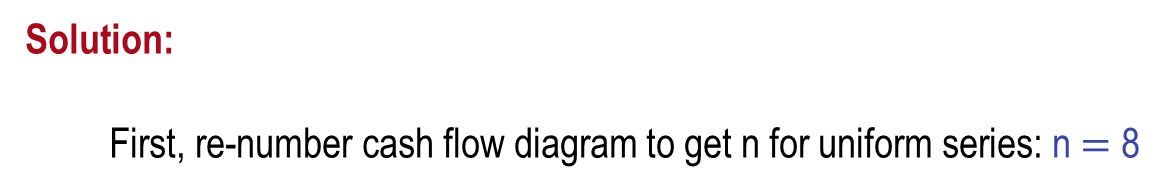 Solution:
First, re-number cash flow diagram to get n for uniform series: n = 8